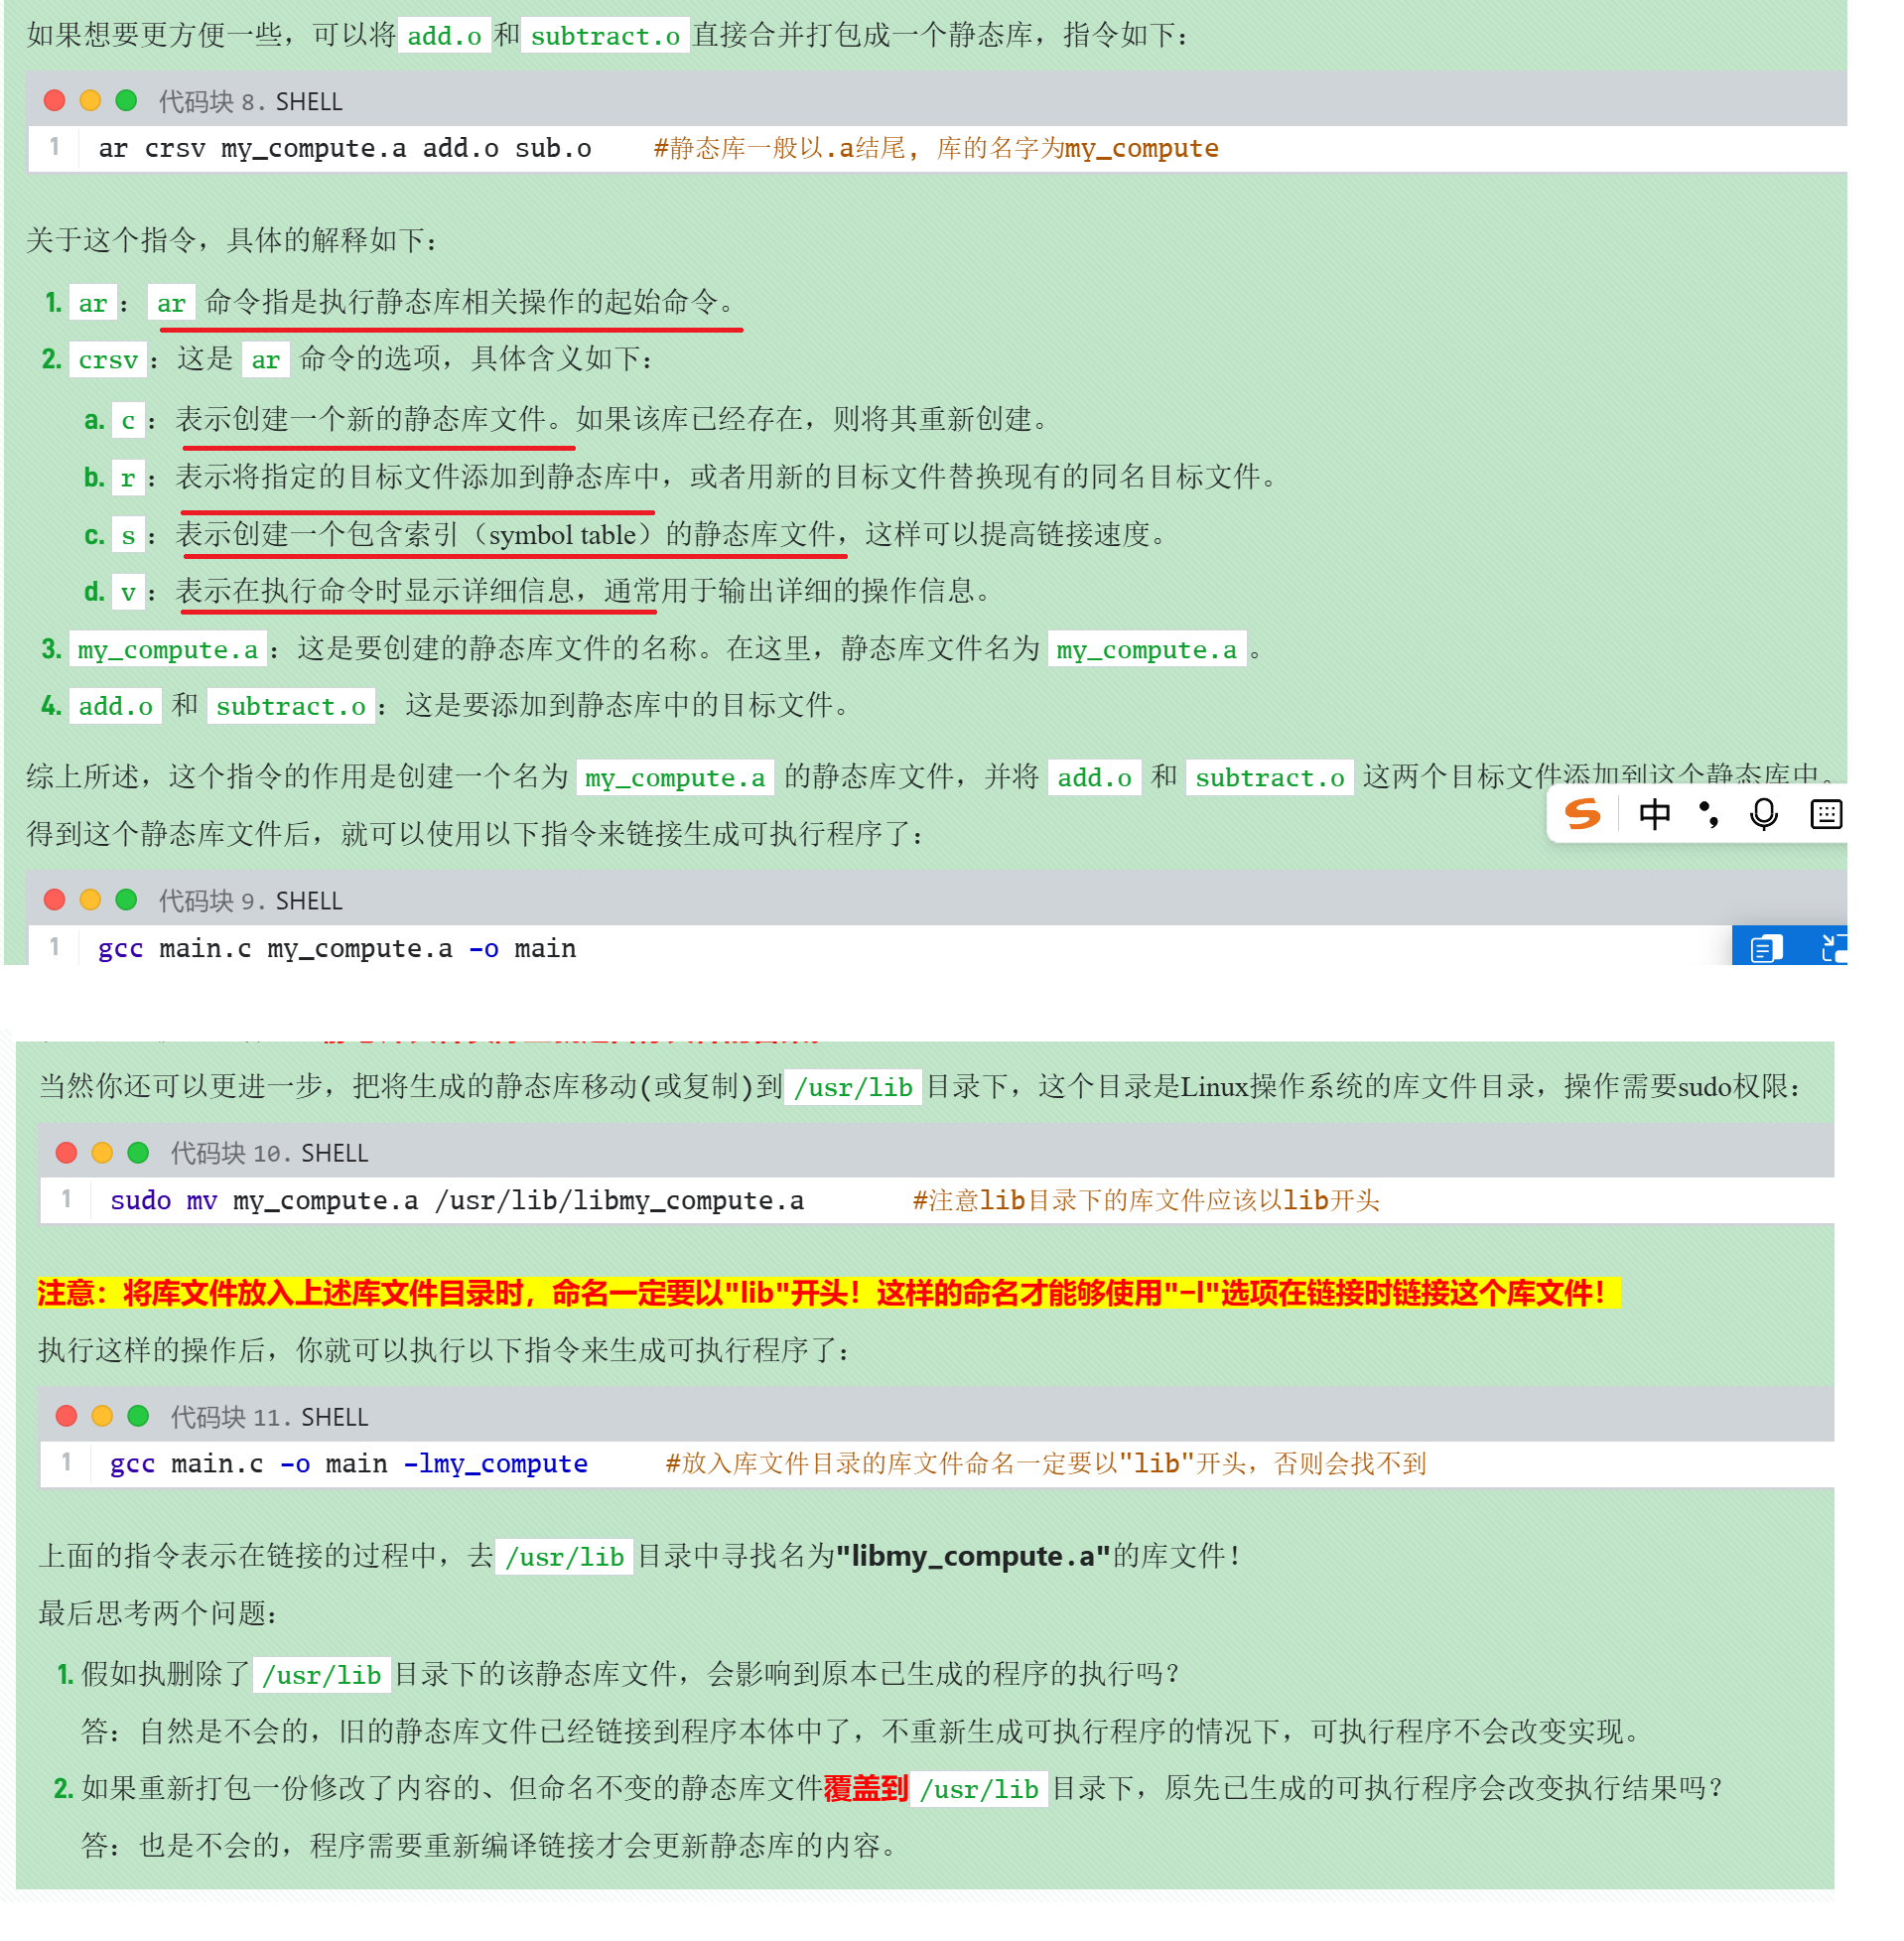 如果想要更方便一些，可以将 add.o 和 subtract.o 直接合并打包成一个静态库，指令如下：
代码块 8. SHELL
1 ar crsv my_compute.a add.o sub.o #静态库一般以.a结尾，库的名字为my_compute
关于这个指令，具体的解释如下：
1. ar ： ar 命令指是执行静态库相关操作的起始命令。
2. crsv ：这是 ar 命令的选项，具体含义如下：
a. c ：表示创建一个新的静态库文件。如果该库已经存在，则将其重新创建。
b. r ：表示将指定的目标文件添加到静态库中，或者用新的目标文件替换现有的同名目标文件。
c. s ：表示创建一个包含索引（symbol table）的静态库文件，这样可以提高链接速度。
d. v ：表示在执行命令时显示详细信息，通常用于输出详细的操作信息。
3. my_compute.a ：这是要创建的静态库文件的名称。在这里，静态库文件名为 my_compute.a 。
4. add.o 和 subtract.o ：这是要添加到静态库中的目标文件。
综上所述，这个指令的作用是创建一个名为 my_compute.a 的静态库文件，并将 add.o 和 subtract.o 这两个目标文件添加到这个静态库中。
中
得到这个静态库文件后，就可以使用以下指令来链接生成可执行程序了：
代码块 9. SHELL
1 gcc main.c my_compute.a -o main
当然你还可以更进一步，把将生成的静态库移动(或复制)到 /usr/lib 目录下，这个目录是Linux操作系统的库文件目录，操作需要sudo权限：
代码块 10. SHELL
1 sudo mv my_compute.a /usr/lib/libmy_compute.a #注意lib目录下的库文件应该以lib开头
注意：将库文件放入上述库文件目录时，命名一定要以"lib"开头！这样的命名才能够使用"-l"选项在链接时链接这个库文件！
执行这样的操作后，你就可以执行以下指令来生成可执行程序了：
代码块 11. SHELL
1 gcc main.c -o main -lmy_compute #放入库文件目录的库文件命名一定要以"lib"开头，否则会找不到
上面的指令表示在链接的过程中，去 /usr/lib 目录中寻找名为"libmy_compute.a"的库文件！
最后思考两个问题：
1. 假如执删除了 /usr/lib 目录下的该静态库文件，会影响到原本已生成的程序的执行吗？
答：自然是不会的，旧的静态库文件已经链接到程序本体中了，不重新生成可执行程序的情况下，可执行程序不会改变实现。
2. 如果重新打包一份修改了内容的、但命名不变的静态库文件覆盖到 /usr/lib 目录下，原先已生成的可执行程序会改变执行结果吗？
答：也是不会的，程序需要重新编译链接才会更新静态库的内容。